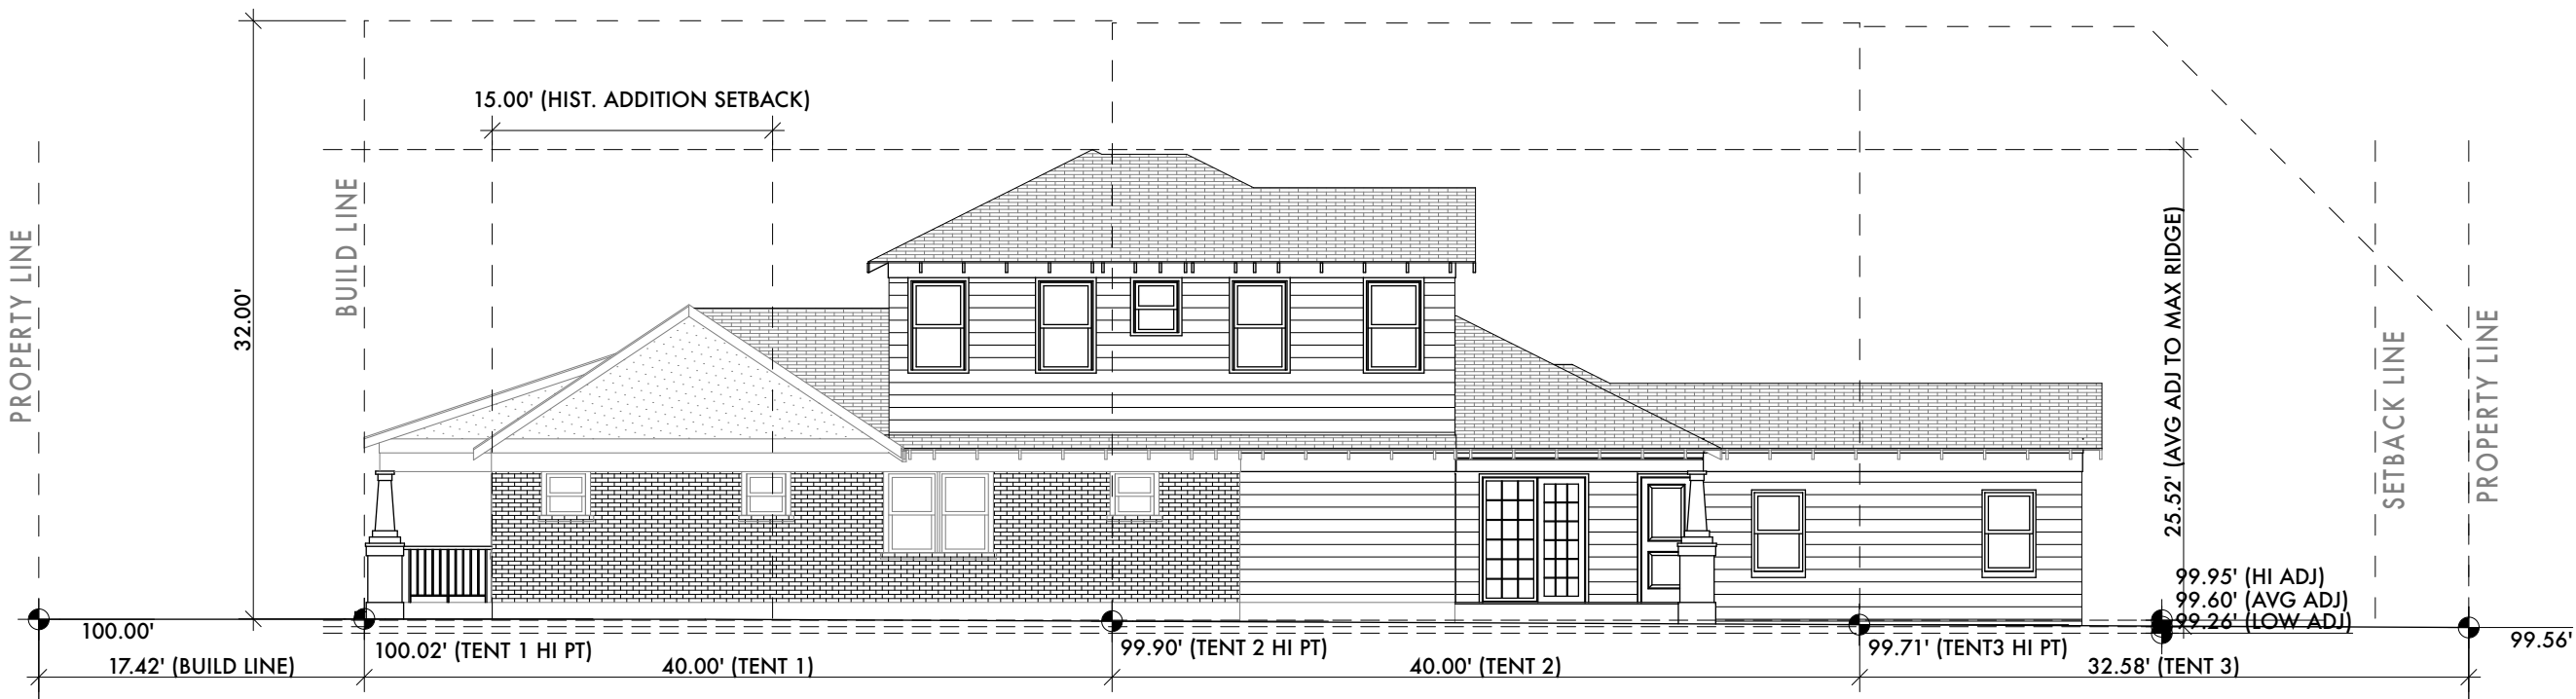 15.00' (HIST. ADDITION SETBACK)
PROPERTY LINE
32.00'
BUILD LINE
25.52' (AVG ADJ TO MAX RIDGE)
SETBACK LINE
PROPERTY LINE
99.95' (HI ADJ)
99.60' (AVG ADJ)
99.26' (LOW ADJ)
100.00'
100.02' (TENT 1 HI PT)
99.90' (TENT 2 HI PT)
99.71' (TENT3 HI PT)
99.56'
17.42' (BUILD LINE)
40.00' (TENT 1)
40.00' (TENT 2)
32.58' (TENT 3)